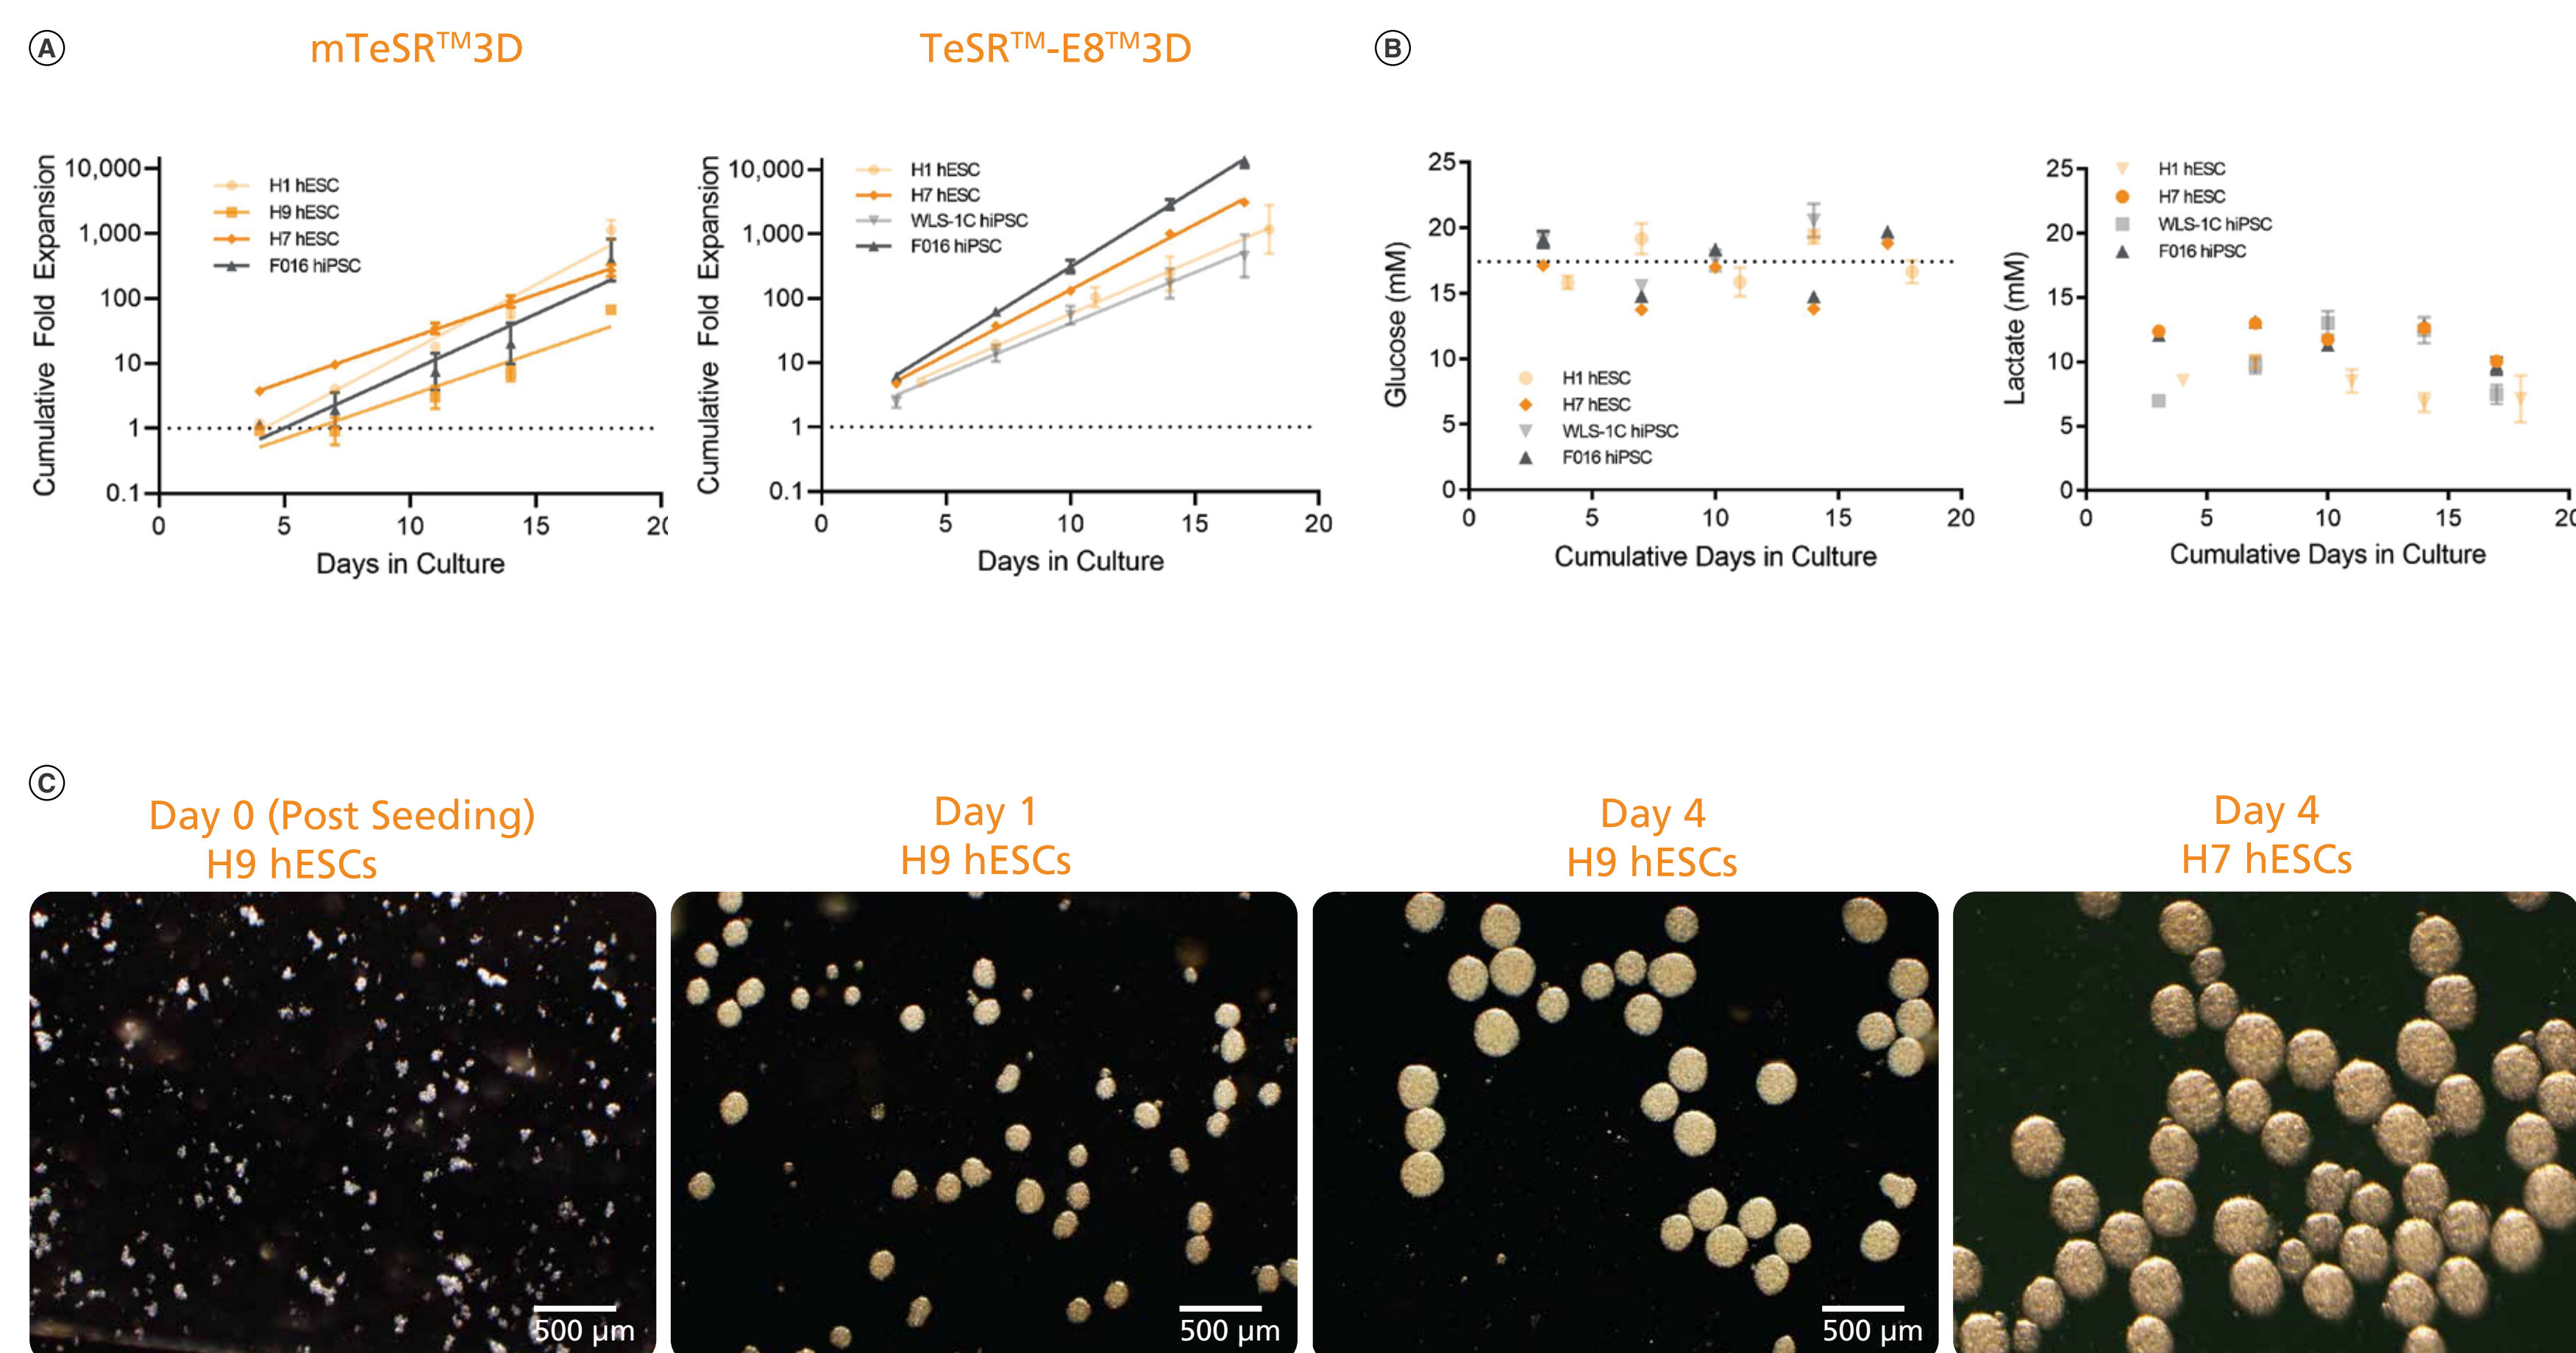 A
mTeSR™3D
TeSR™-E8™3D
B
Cumulative Fold Expansion
10,000
1,000
100
10
1
0.1
H1 hESC
H9 hESC
H7 hESC
F016 hiPSC
0
5
10
15
20
Days in Culture
Cumulative Fold Expansion
10,000
1,000
100
10
1
0.1
H1 hESC
H7 hESC
WLS-1C hiPSC
F016 hiPSC
0
5
10
15
20
Days in Culture
Glucose (mM)
25
20
15
10
5
0
H1 hESC
H7 hESC
WLS-1C hiPSC
F016 hiPSC
0
5
10
15
20
Cumulative Days in Culture
Lactate (mM)
25
20
15
10
5
0
H1 hESC
H7 hESC
WLS-1C hiPSC
F016 hiPSC
0
5
10
15
20
Cumulative Days in Culture
C
Day 0 (Post Seeding)
H9 hESCs
Day 1
H9 hESCs
Day 4
H9 hESCs
Day 4
H7 hESCs
500 µm
500 µm
500 µm